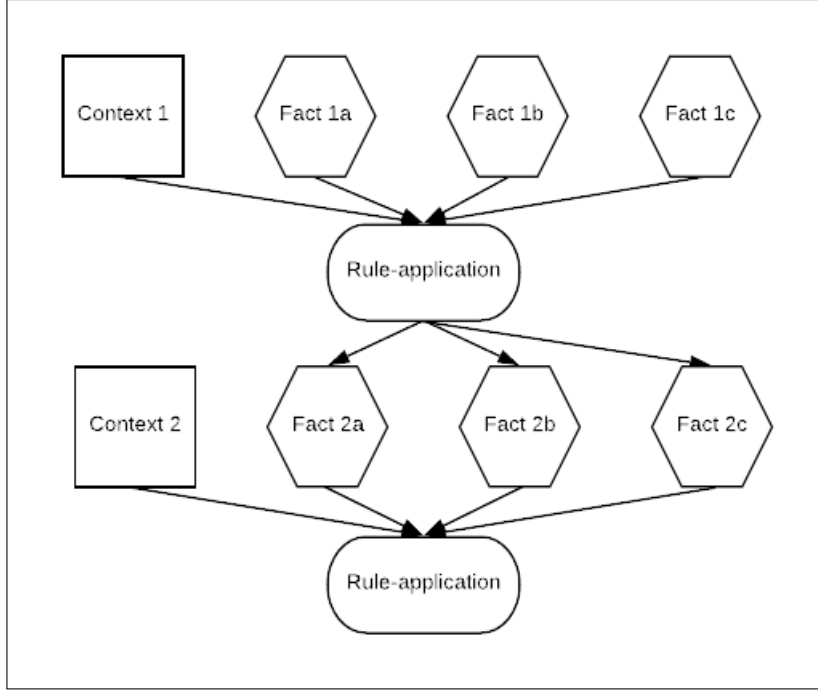 Context 1
Fact 1a
Fact 1b
Fact 1c
Rule-application
Context 2
Fact 2a
Fact 2b
Fact 2c
Rule-application